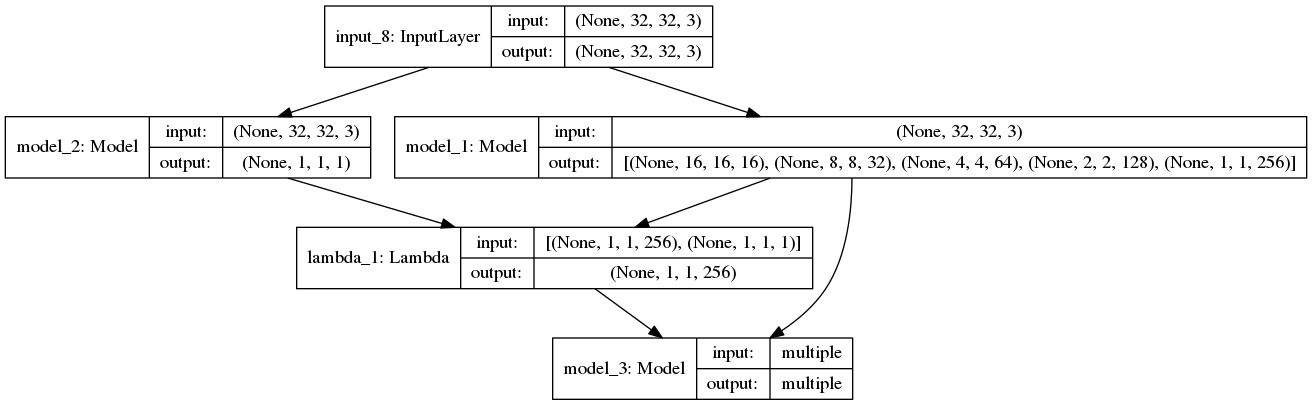 input_8: InputLayer
input: (None, 32, 32, 3)
output: (None, 32, 32, 3)
model_2: Model
input: (None, 32, 32, 3)
output: (None, 1, 1, 1)
model_1: Model
input: (None, 32, 32, 3)
output: [(None, 16, 16, 16), (None, 8, 8, 32), (None, 4, 4, 64), (None, 2, 2, 128), (None, 1, 1, 256)]
lambda_1: Lambda
input: [(None, 1, 1, 256), (None, 1, 1, 1)]
output: (None, 1, 1, 256)
model_3: Model
input: multiple
output: multiple